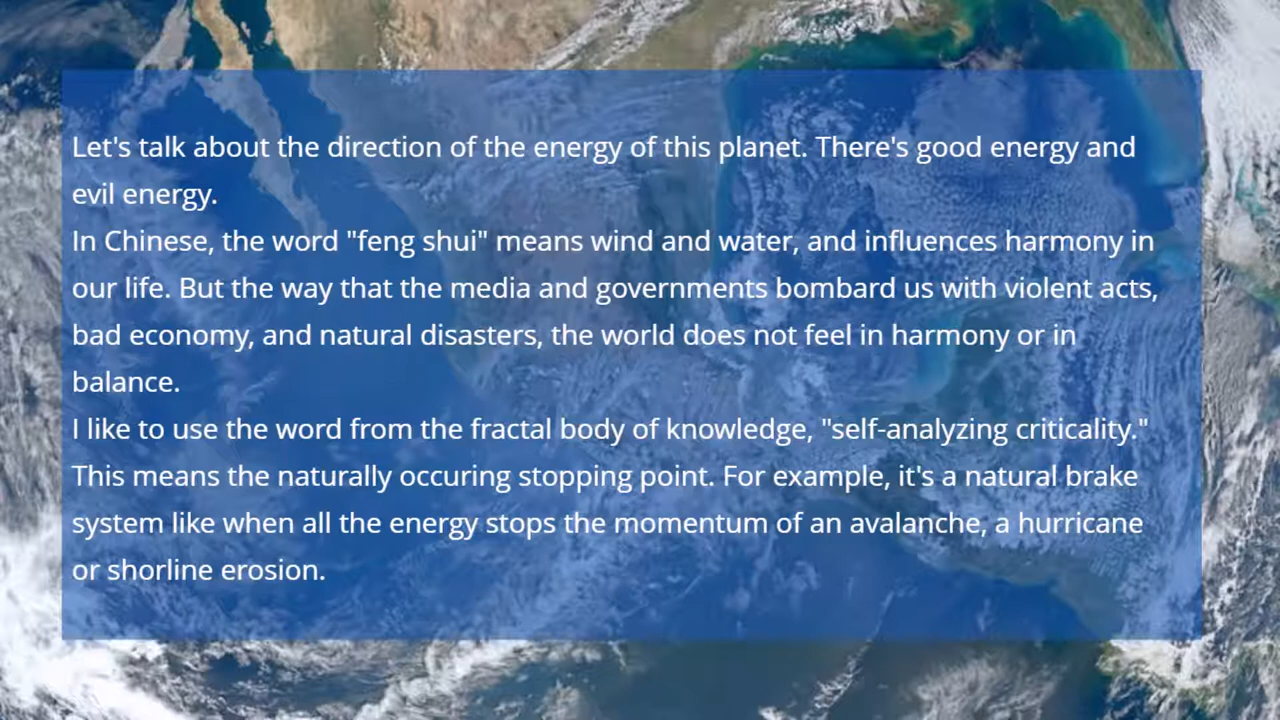 Let's talk about the direction of the energy of this planet. There's good energy and
evil energy.
In Chinese, the word "feng shui" means wind and water, and influences harmony in
our life. But the way that the media and governments bombard us with violent acts,
bad economy, and natural disasters, the world does not feel in harmony or in
balance.
I like to use the word from the fractal body of knowledge, "self-analyzing criticality."
This means the naturally occuring stopping point. For example, it's a natural brake
system like when all the energy stops the momentum of an avalanche, a hurricane
or shorline erosion.